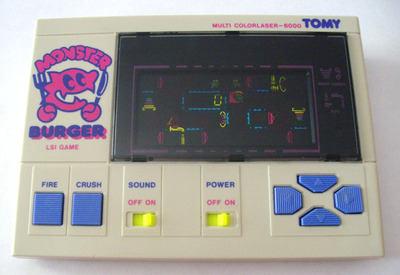 MULTI COLORLASER-6000 TOMY
MONSTER
BURGER
LSI GAME
FIRE CRUSH SOUND POWER
OFF ON OFF ON